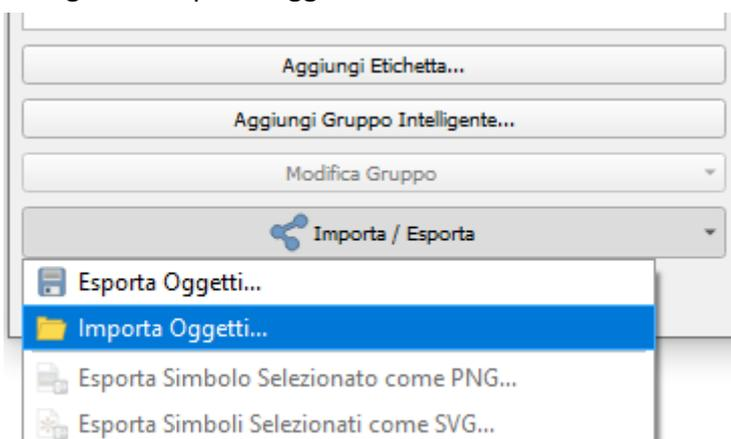 Aggiungi Etichetta...
Aggiungi Gruppo Intelligente...
Modifica Gruppo
Importa / Esporta
Esporta Oggetti...
Importa Oggetti...
Esporta Simbolo Selezionato come PNG...
Esporta Simboli Selezionati come SVG...